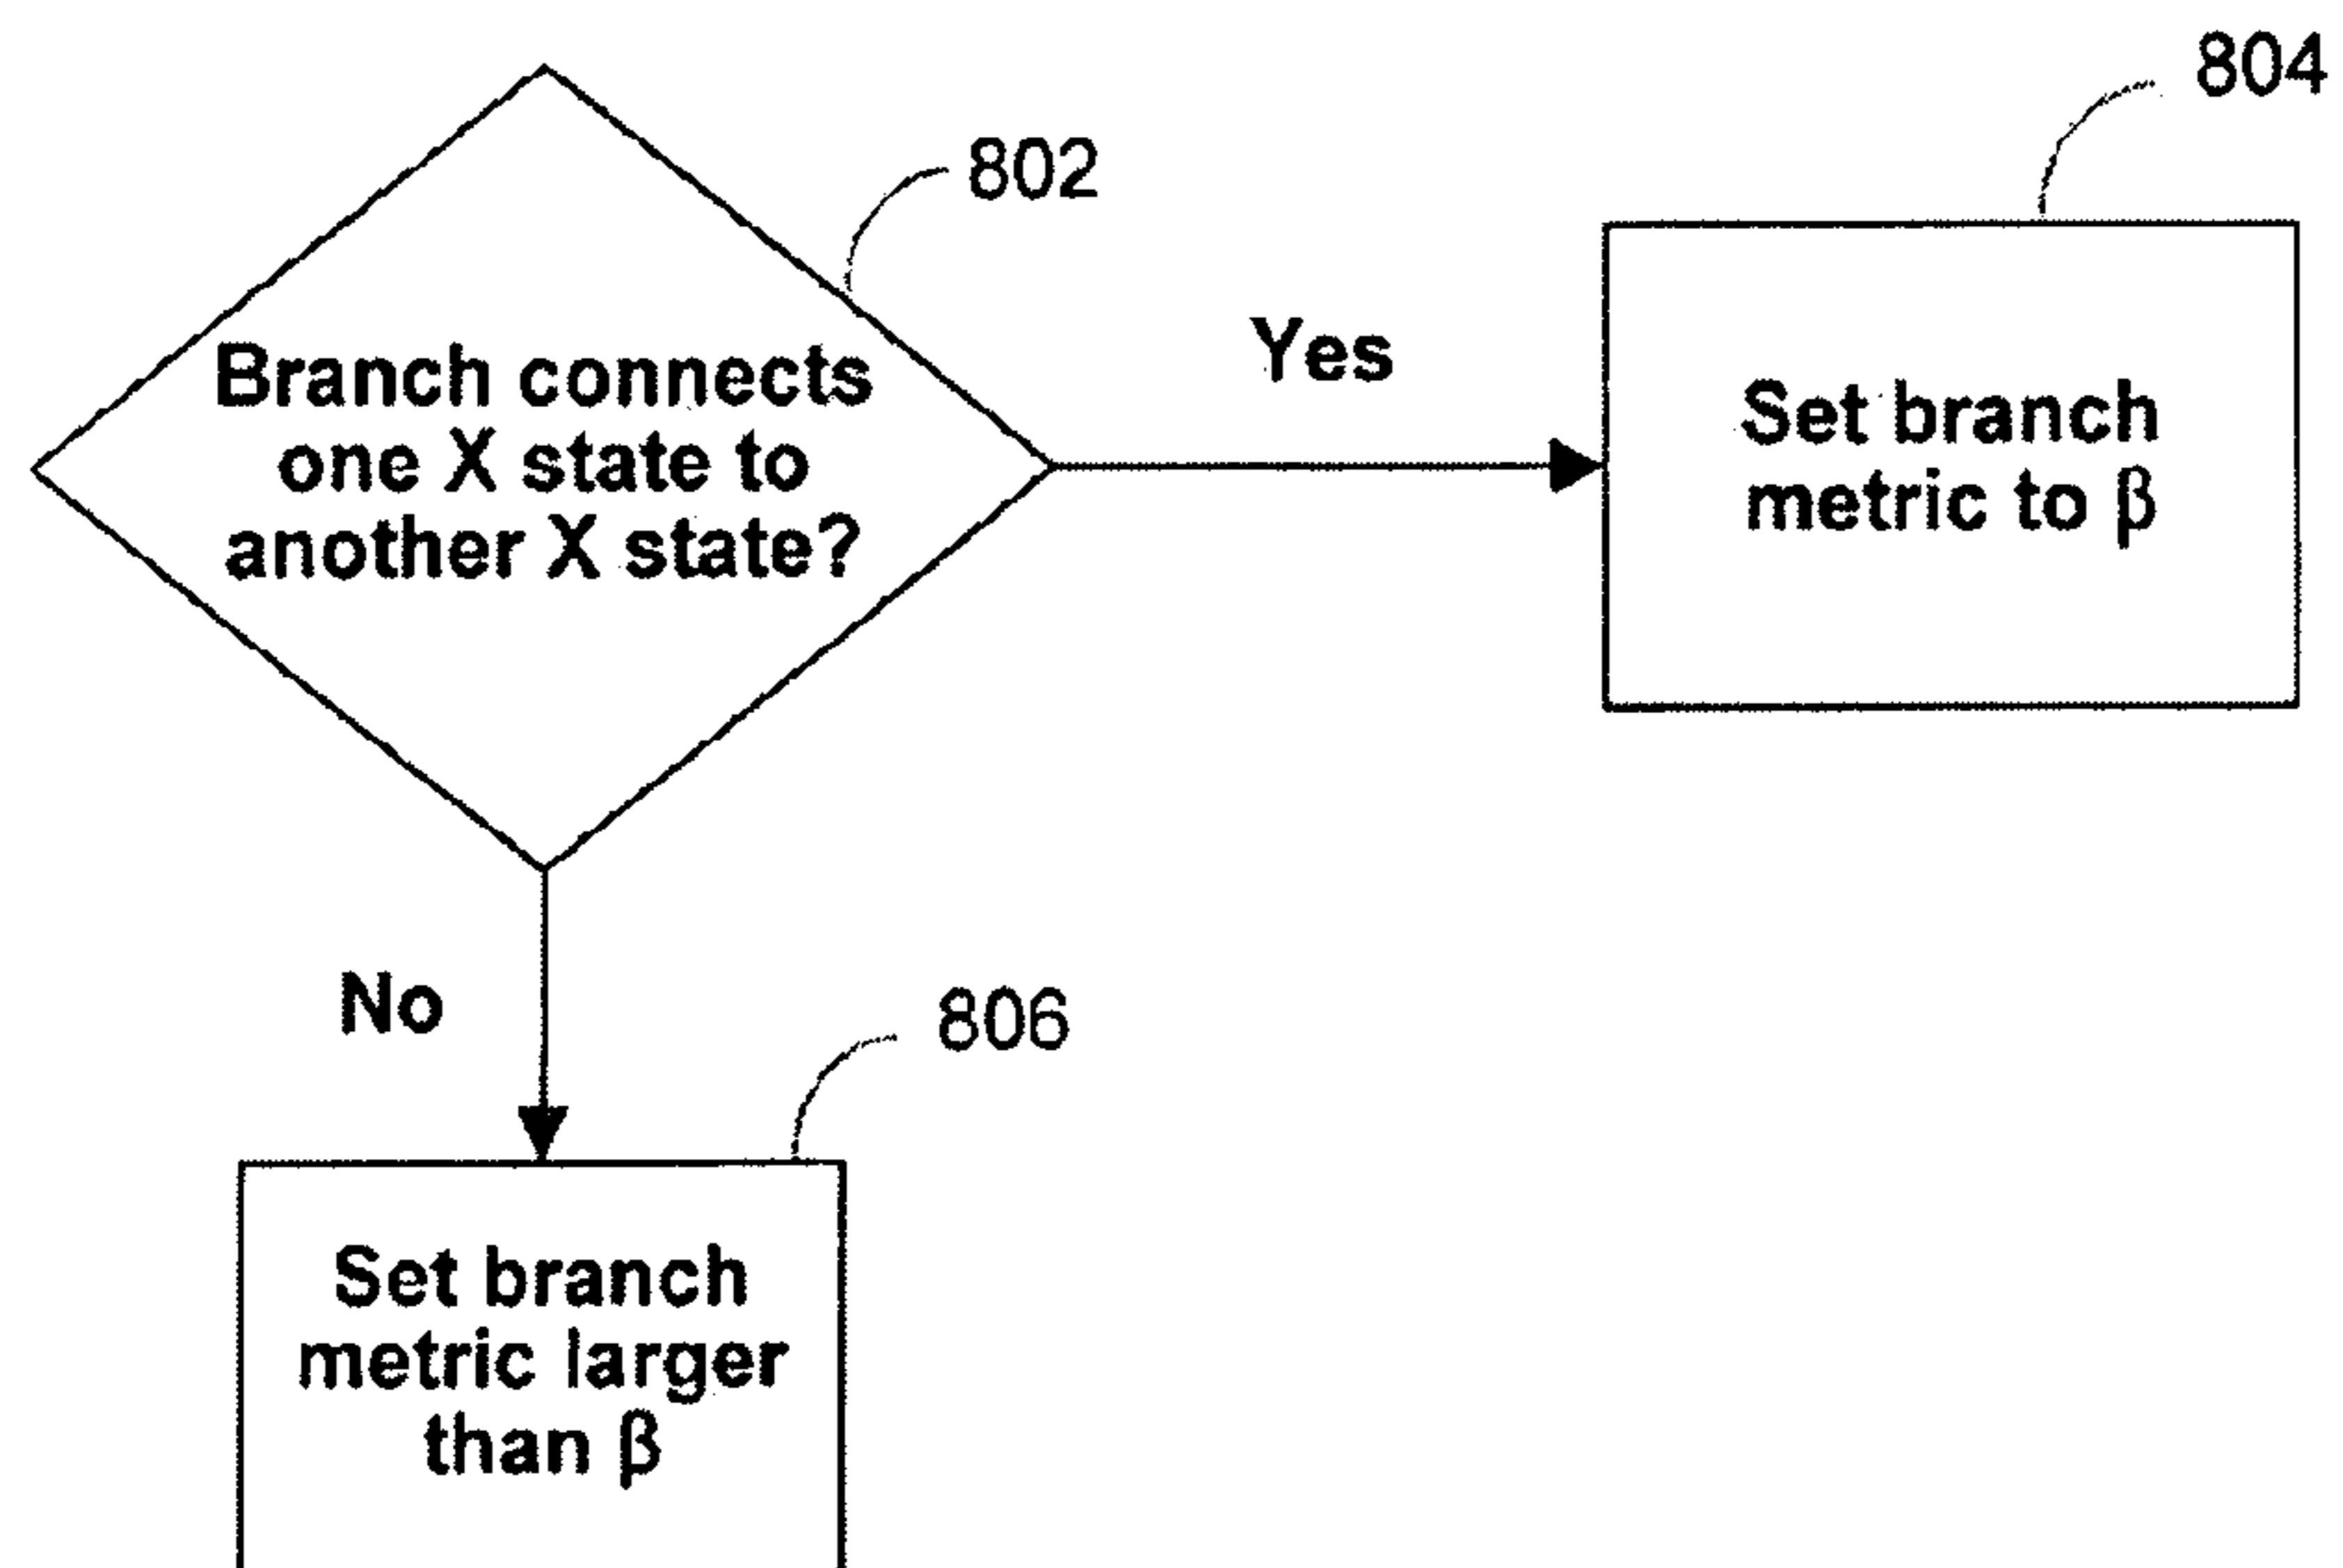 804
802
Branch connects
one X state to
another X state?
Yes
Set branch
metric to β
No
806
Set branch
metric larger
than β